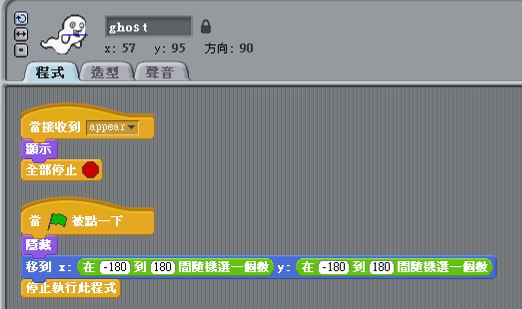 ghost
x: 57 y: 95 方向: 90
程式 造型 聲音
當接收到 appear
顯示
全部停止
當 被點一下
隱藏
移到 x: 在 -180 到 180 間隨機選一個數 y: 在 -180 到 180 間隨機選一個數
停止執行此程式